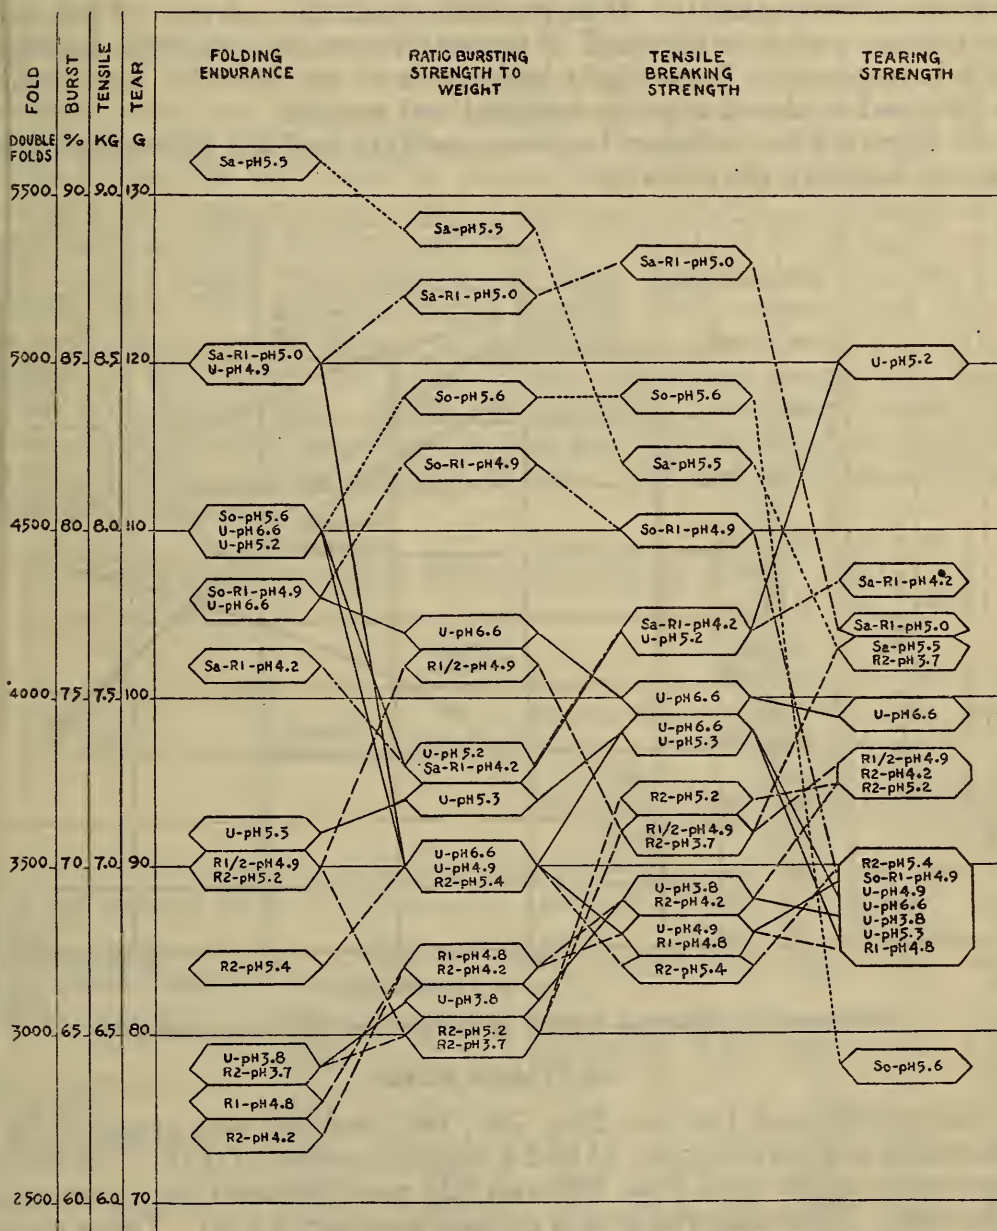 FOLD
BURST
TENSILE
TEAR
DOUBLE FOLDS
%
KG
G
FOLDING
ENDURANCE
RATIC BURSTING
STRENGTH TO
WEIGHT
TENSILE
BREAKING
STRENGTH
TEARING
STRENGTH
5500 90 9.0 130
5000 85 8.5 120
4500 80 8.0 110
4000 75 7.5 100
3500 70 7.0 90
3000 65 6.5 80
2500 60 6.0 70
Sa-pH5.5
Sa-R1-pH5.0
U-pH4.9
So-pH5.6
U-pH6.6
U-pH5.2
So-R1-pH4.9
U-pH6.6
Sa-R1-pH4.2
U-pH5.3
R1/2-pH4.9
R2-pH5.2
R2-pH5.4
U-pH3.8
R2-pH3.7
R1-pH4.8
R2-pH4.2
Sa-pH5.5
Sa-R1-pH5.0
So-pH5.6
So-R1-pH4.9
U-pH6.6
R1/2-pH4.9
U-pH5.2
Sa-R1-pH4.2
U-pH5.3
U-pH6.6
U-pH4.9
R2-pH5.4
R1-pH4.8
R2-pH4.2
U-pH3.8
R2-pH5.2
R2-pH3.7
Sa-R1-pH5.0
So-pH5.6
Sa-pH5.5
So-R1-pH4.9
Sa-R1-pH4.2
U-pH5.2
U-pH6.6
U-pH6.6
U-pH5.3
R2-pH5.2
R1/2-pH4.9
R2-pH3.7
U-pH3.8
R2-pH4.2
U-pH4.9
R1-pH4.8
R2-pH5.4
U-pH5.2
Sa-R1-pH4.2
Sa-R1-pH5.0
Sa-pH5.5
R2-pH3.7
U-pH6.6
R1/2-pH4.9
R2-pH4.2
R2-pH5.2
R2-pH5.4
So-R1-pH4.9
U-pH4.9
U-pH6.6
U-pH3.8
U-pH5.3
R1-pH4.8
So-pH5.6